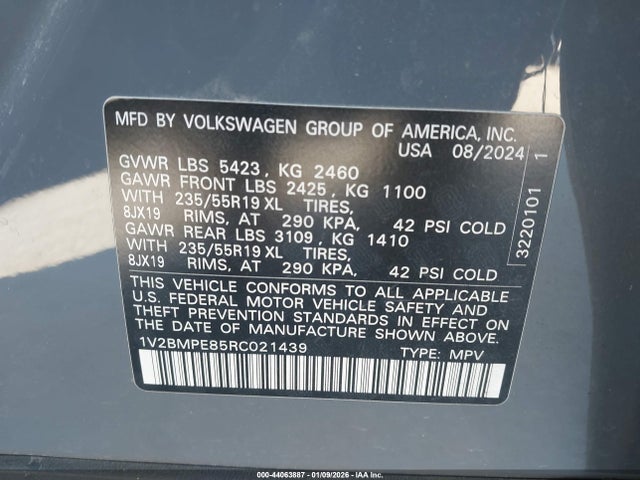 MFD BY VOLKSWAGEN GROUP OF AMERICA, INC.
USA 08/2024
GVWR LBS 5423, KG 2460
GAWR FRONT LBS 2425, KG 1100
WITH 235/55R19 XL TIRES,
8JX19 RIMS, AT 290 KPA, 42 PSI COLD
GAWR REAR LBS 3109, KG 1410
WITH 235/55R19 XL TIRES,
8JX19 RIMS, AT 290 KPA, 42 PSI COLD
THIS VEHICLE CONFORMS TO ALL APPLICABLE
U.S. FEDERAL MOTOR VEHICLE SAFETY BUMPER AND
THEFT PREVENTION STANDARDS IN EFFECT ON
THE DATE OF MANUFACTURE SHOWN ABOVE.
1V2BMPE85RC021439 TYPE: MPV
3220101 1
000-44063887 - 01/09/2026 - IAA Inc.